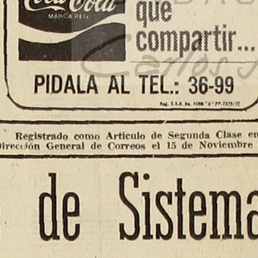 Coca-Cola
MARCA REG.
que
compartir...
PIDALA AL TEL.: 36-99
Registrado como Artículo de Segunda Clase en
Dirección General de Correos el 15 de Noviembre
de Sistema